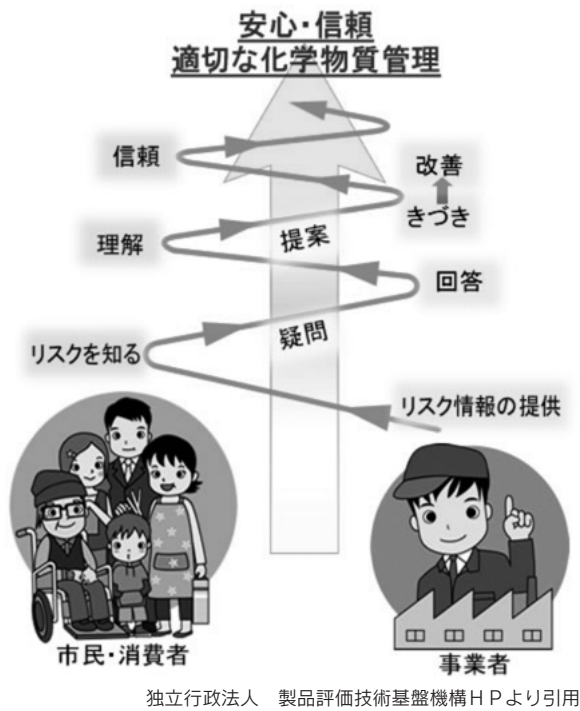 安心・信頼
適切な化学物質管理
信頼
改善
きづき
理解
提案
回答
疑問
リスクを知る
リスク情報の提供
市民・消費者
事業者
独立行政法人　製品評価技術基盤機構ＨＰより引用